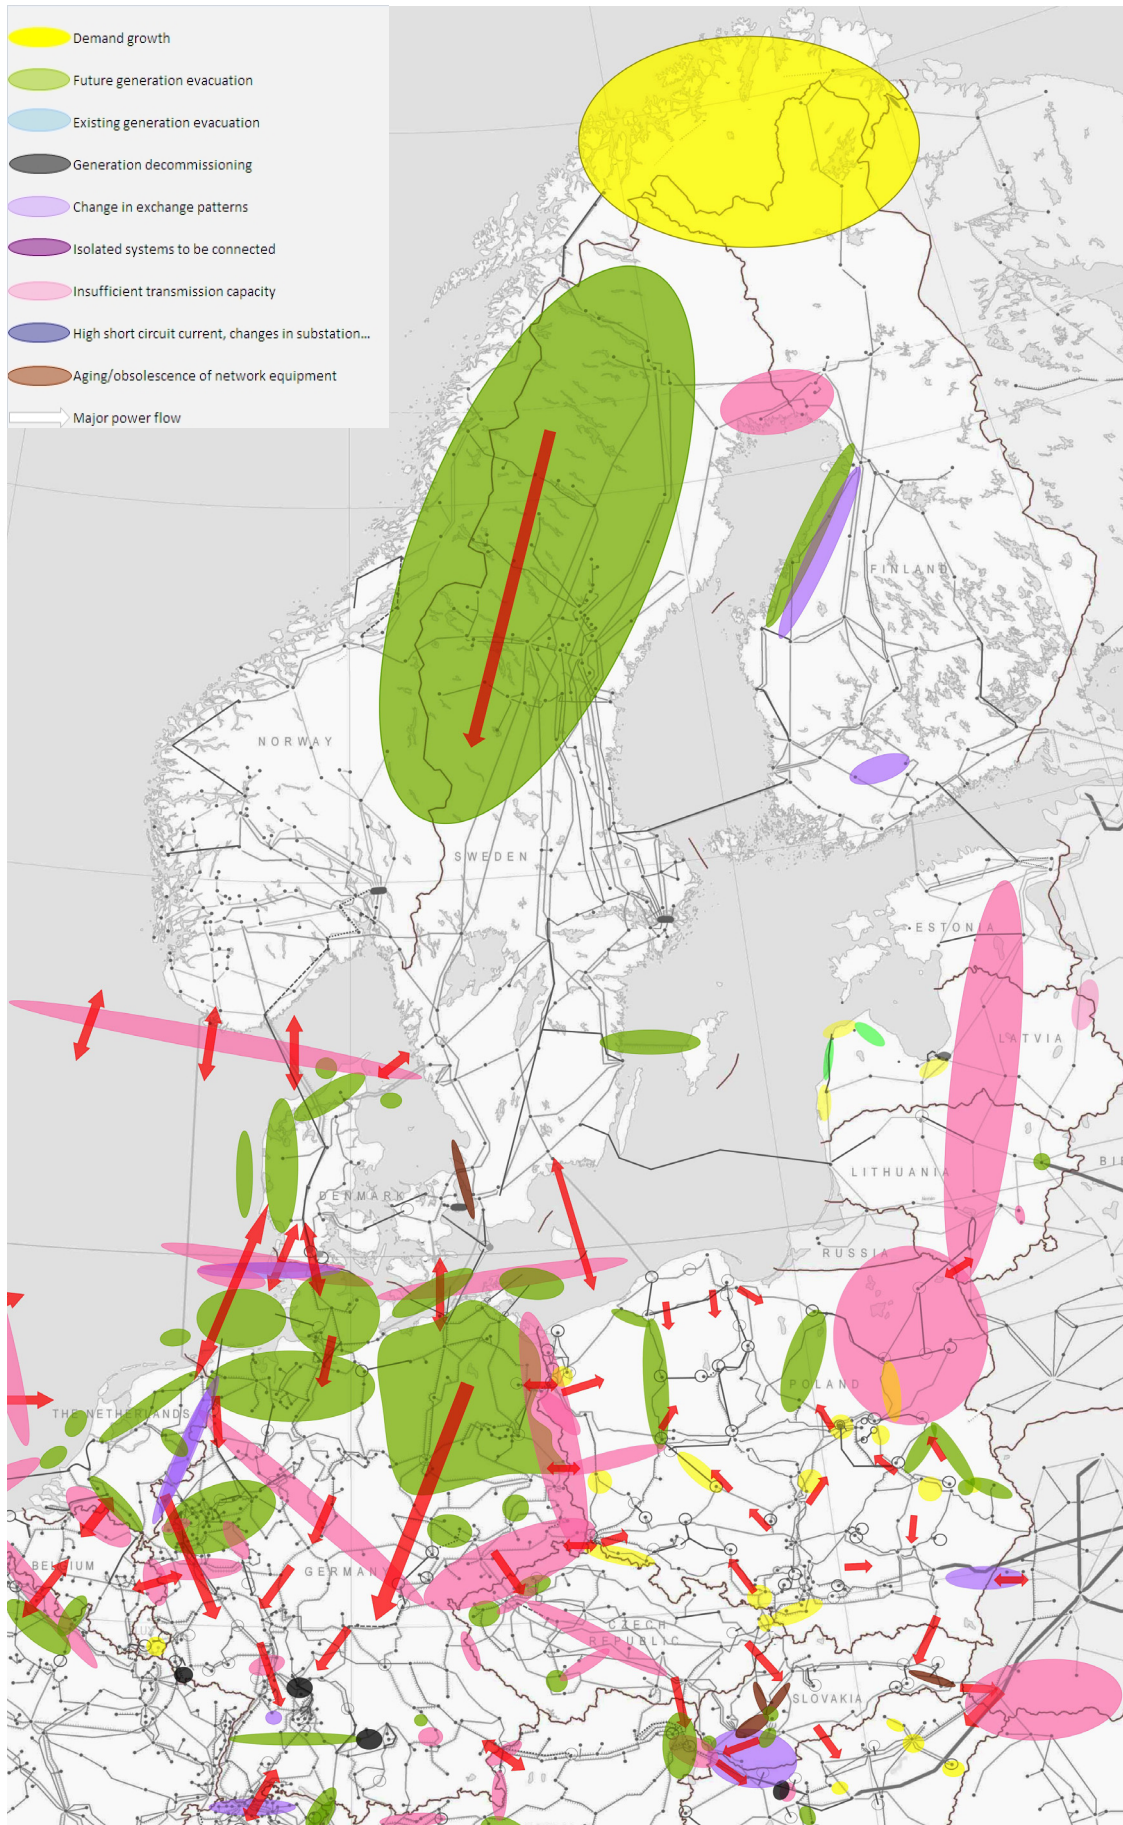 Demand growth
Future generation evacuation
Existing generation evacuation
Generation decommissioning
Change in exchange patterns
Isolated systems to be connected
Insufficient transmission capacity
High short circuit current, changes in substation...
Aging/obsolescence of network equipment
Major power flow
FINLAND
NORWAY
SWEDEN
ESTONIA
LATVIA
LITHUANIA
DENMARK
RUSSIA
POLAND
THE NETHERLANDS
BELGIUM
GERMANY
CZECH
REPUBLIC
SLOVAKIA